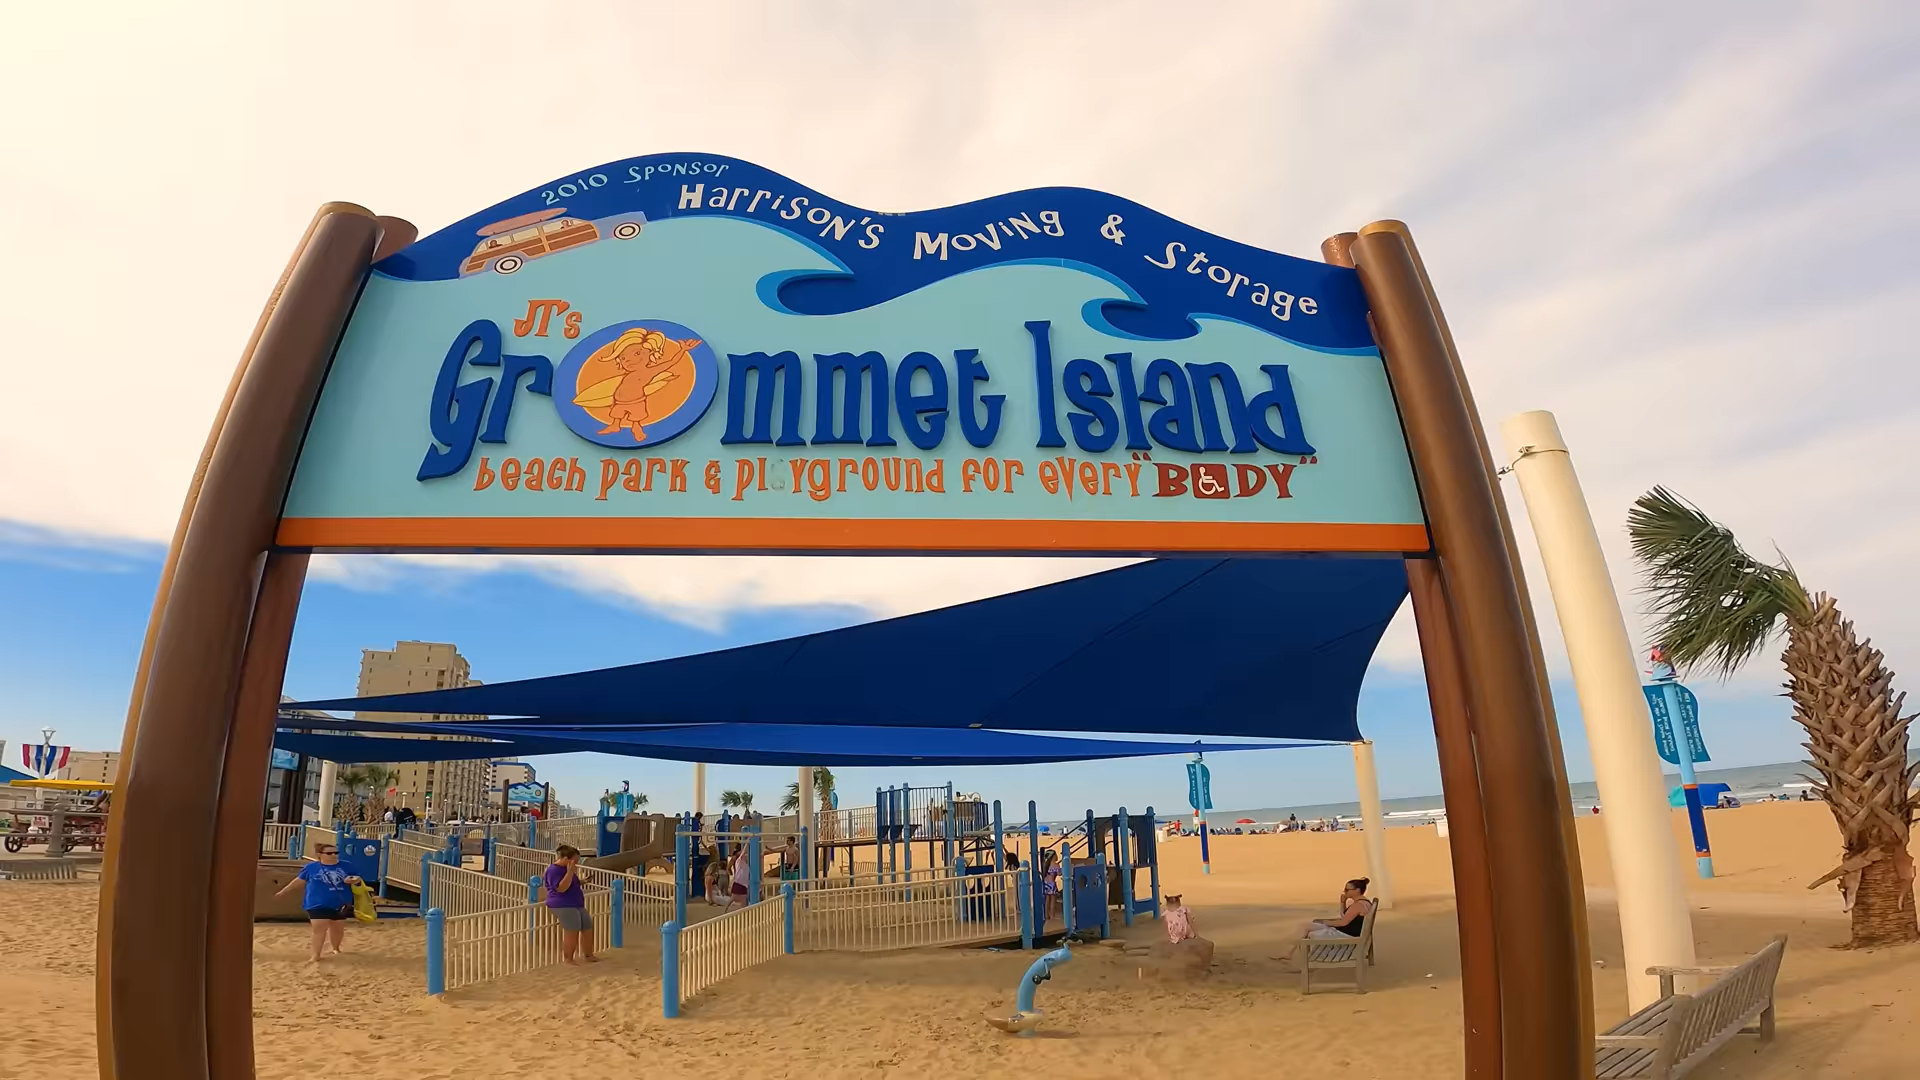 2010 Sponsor
Harrison's Moving & Storage
JT's
Grommet Island
beach park & playground for every "BODY"